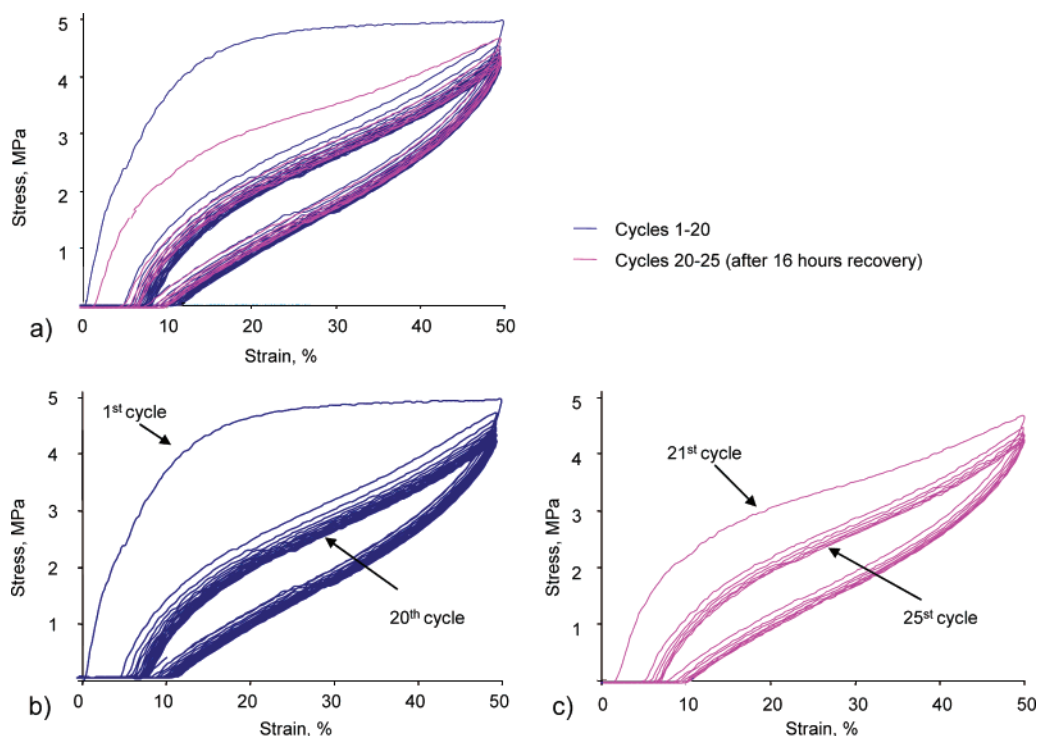 5
4
3
2
1
Stress, MPa
0
10
20
30
40
50
Strain, %
a)
Cycles 1-20
Cycles 20-25 (after 16 hours recovery)
5
4
3
2
1
Stress, MPa
1st cycle
20th cycle
0
10
20
30
40
50
Strain, %
b)
5
4
3
2
1
Stress, MPa
21st cycle
25st cycle
0
10
20
30
40
50
Strain, %
c)